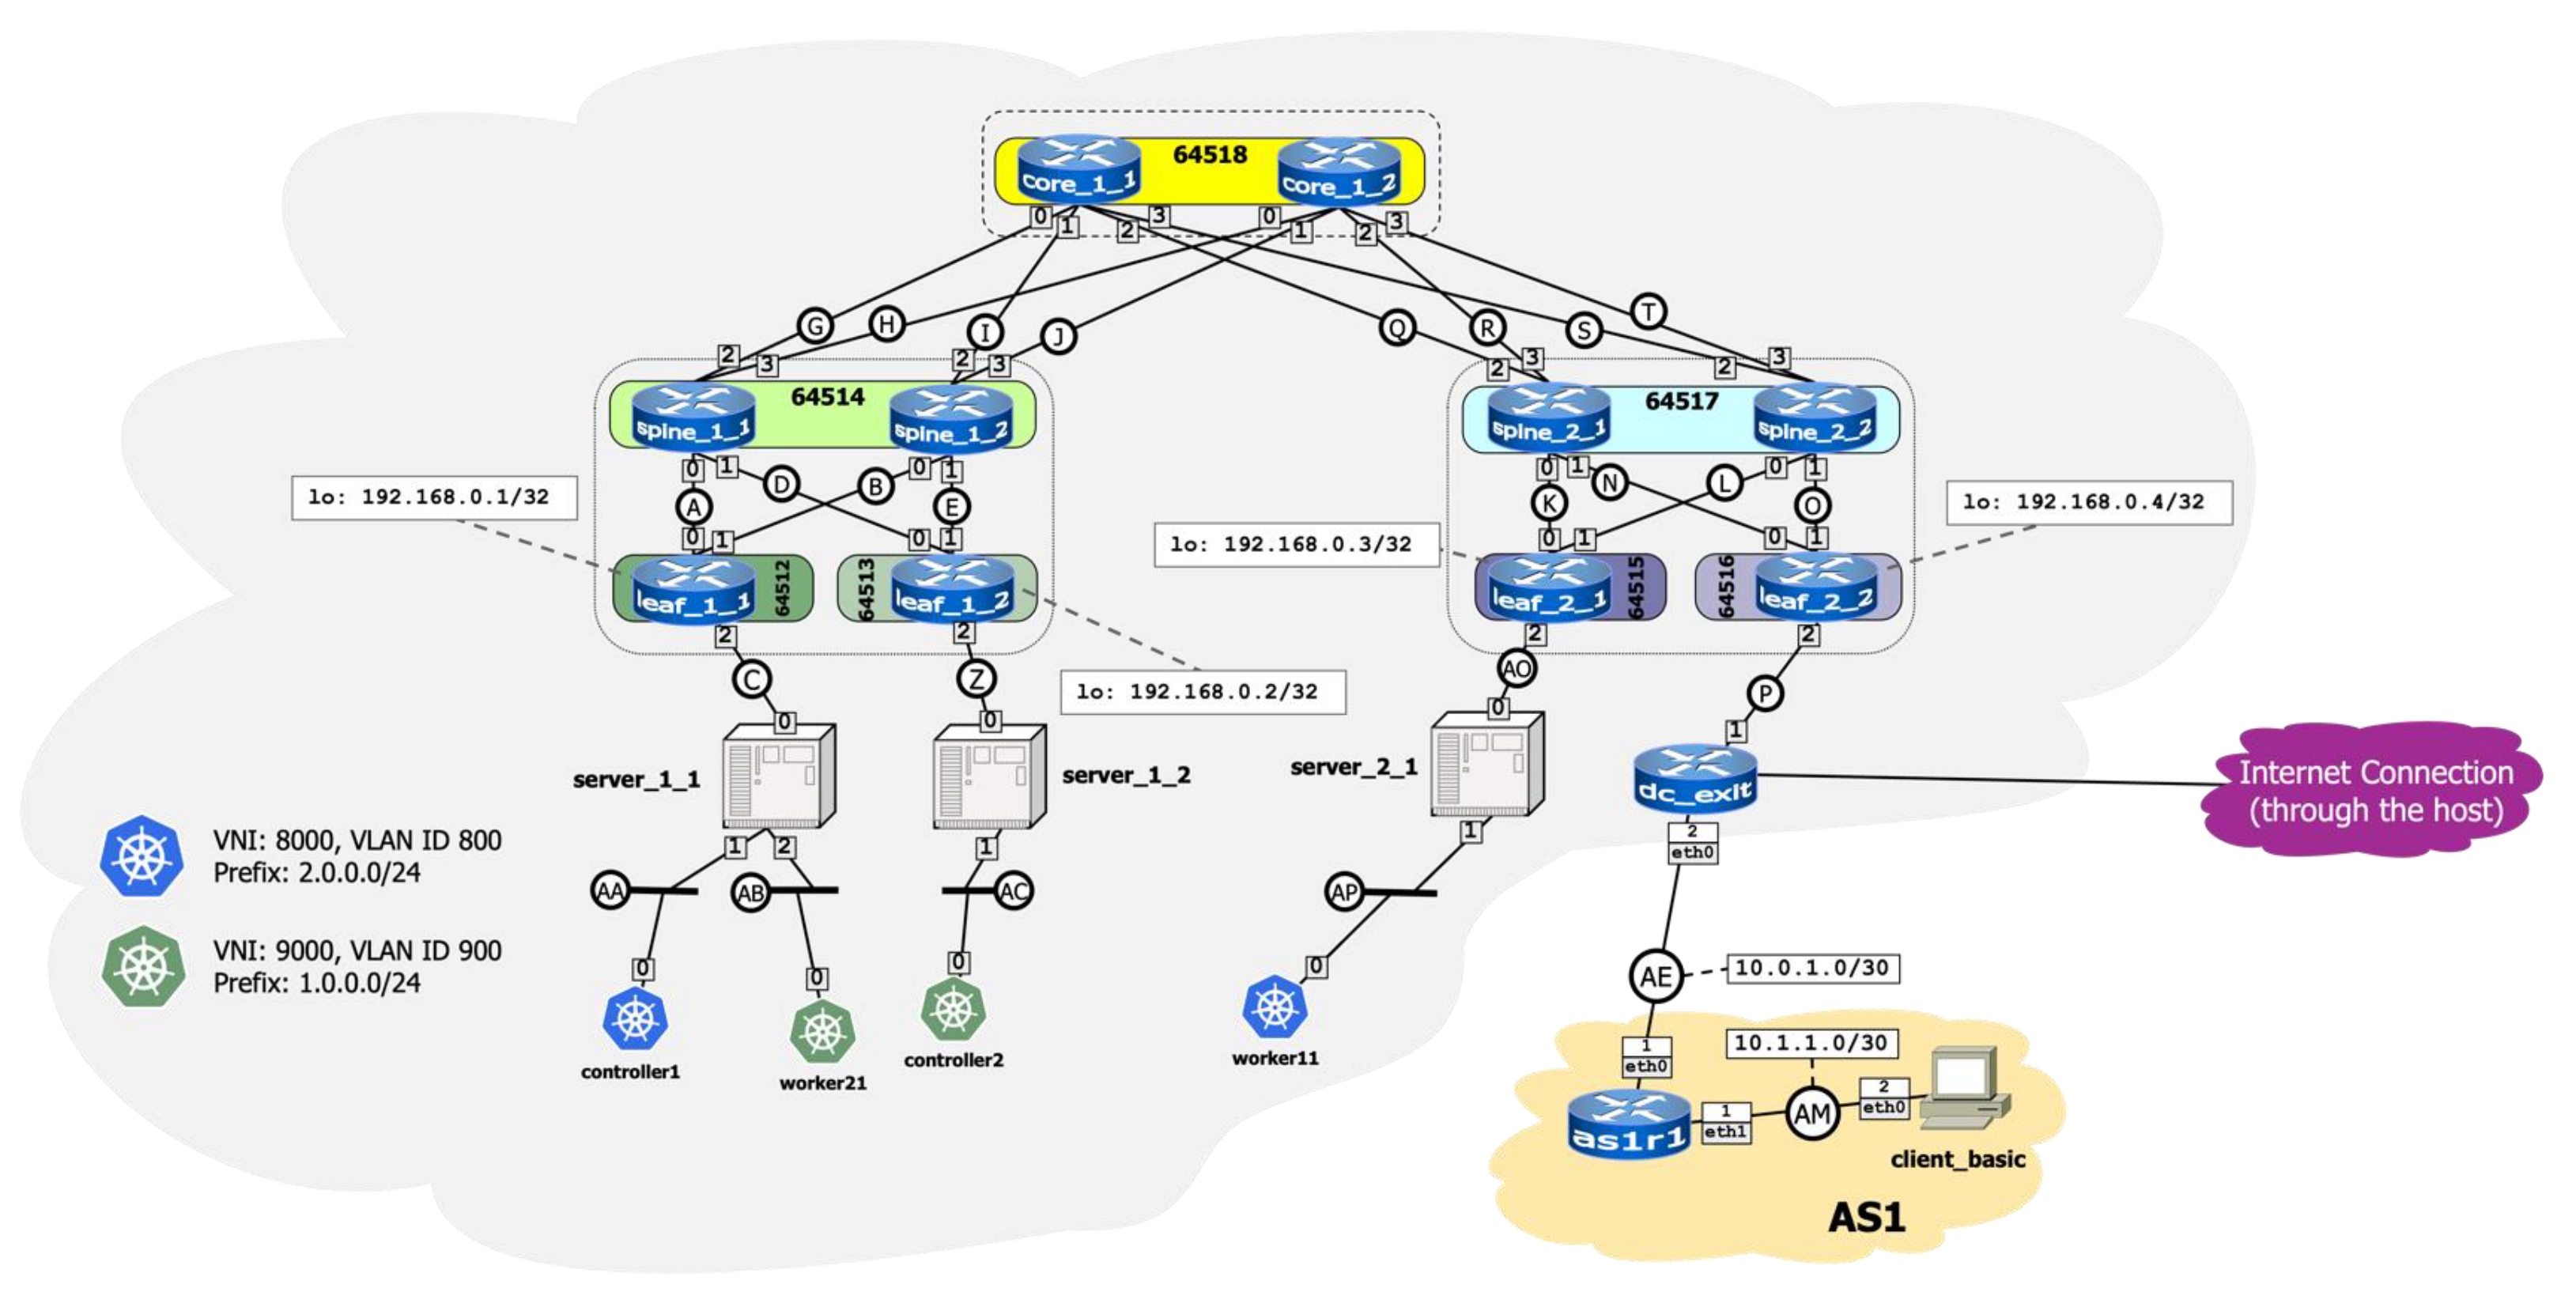 64518
core_1_1
core_1_2
0
1
2
3
0
1
2
3
G
H
I
J
Q
R
S
T
2
3
2
3
2
3
2
3
64514
spine_1_1
spine_1_2
64517
spine_2_1
spine_2_2
0
1
0
1
0
1
0
1
D
B
A
E
N
L
K
O
lo: 192.168.0.1/32
lo: 192.168.0.3/32
lo: 192.168.0.4/32
0
1
0
1
0
1
0
1
leaf_1_1
64512
64513
leaf_1_2
leaf_2_1
64515
64516
leaf_2_2
2
2
2
2
C
Z
AO
P
lo: 192.168.0.2/32
0
0
0
1
server_1_1
server_1_2
server_2_1
dc_exit
Internet Connection
(through the host)
VNI: 8000, VLAN ID 800
Prefix: 2.0.0.0/24
VNI: 9000, VLAN ID 900
Prefix: 1.0.0.0/24
1
2
1
1
2
eth0
AA
AB
AC
AP
0
0
0
0
controller1
worker21
controller2
worker11
AE
10.0.1.0/30
1
eth0
10.1.1.0/30
as1r1
1
eth1
AM
2
eth0
client_basic
AS1